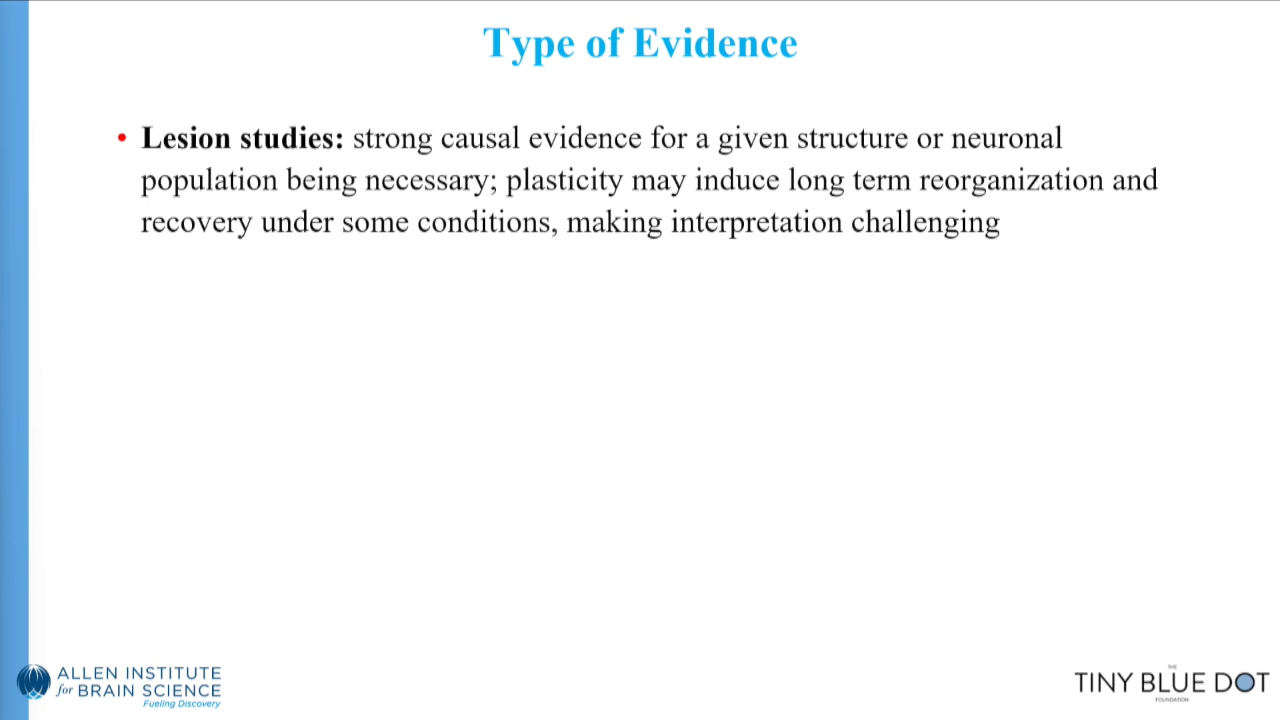 Type of Evidence
• Lesion studies: strong causal evidence for a given structure or neuronal
population being necessary; plasticity may induce long term reorganization and
recovery under some conditions, making interpretation challenging
ALLEN INSTITUTE
for BRAIN SCIENCE
Fueling Discovery
THE
TINY BLUE DOT
FOUNDATION